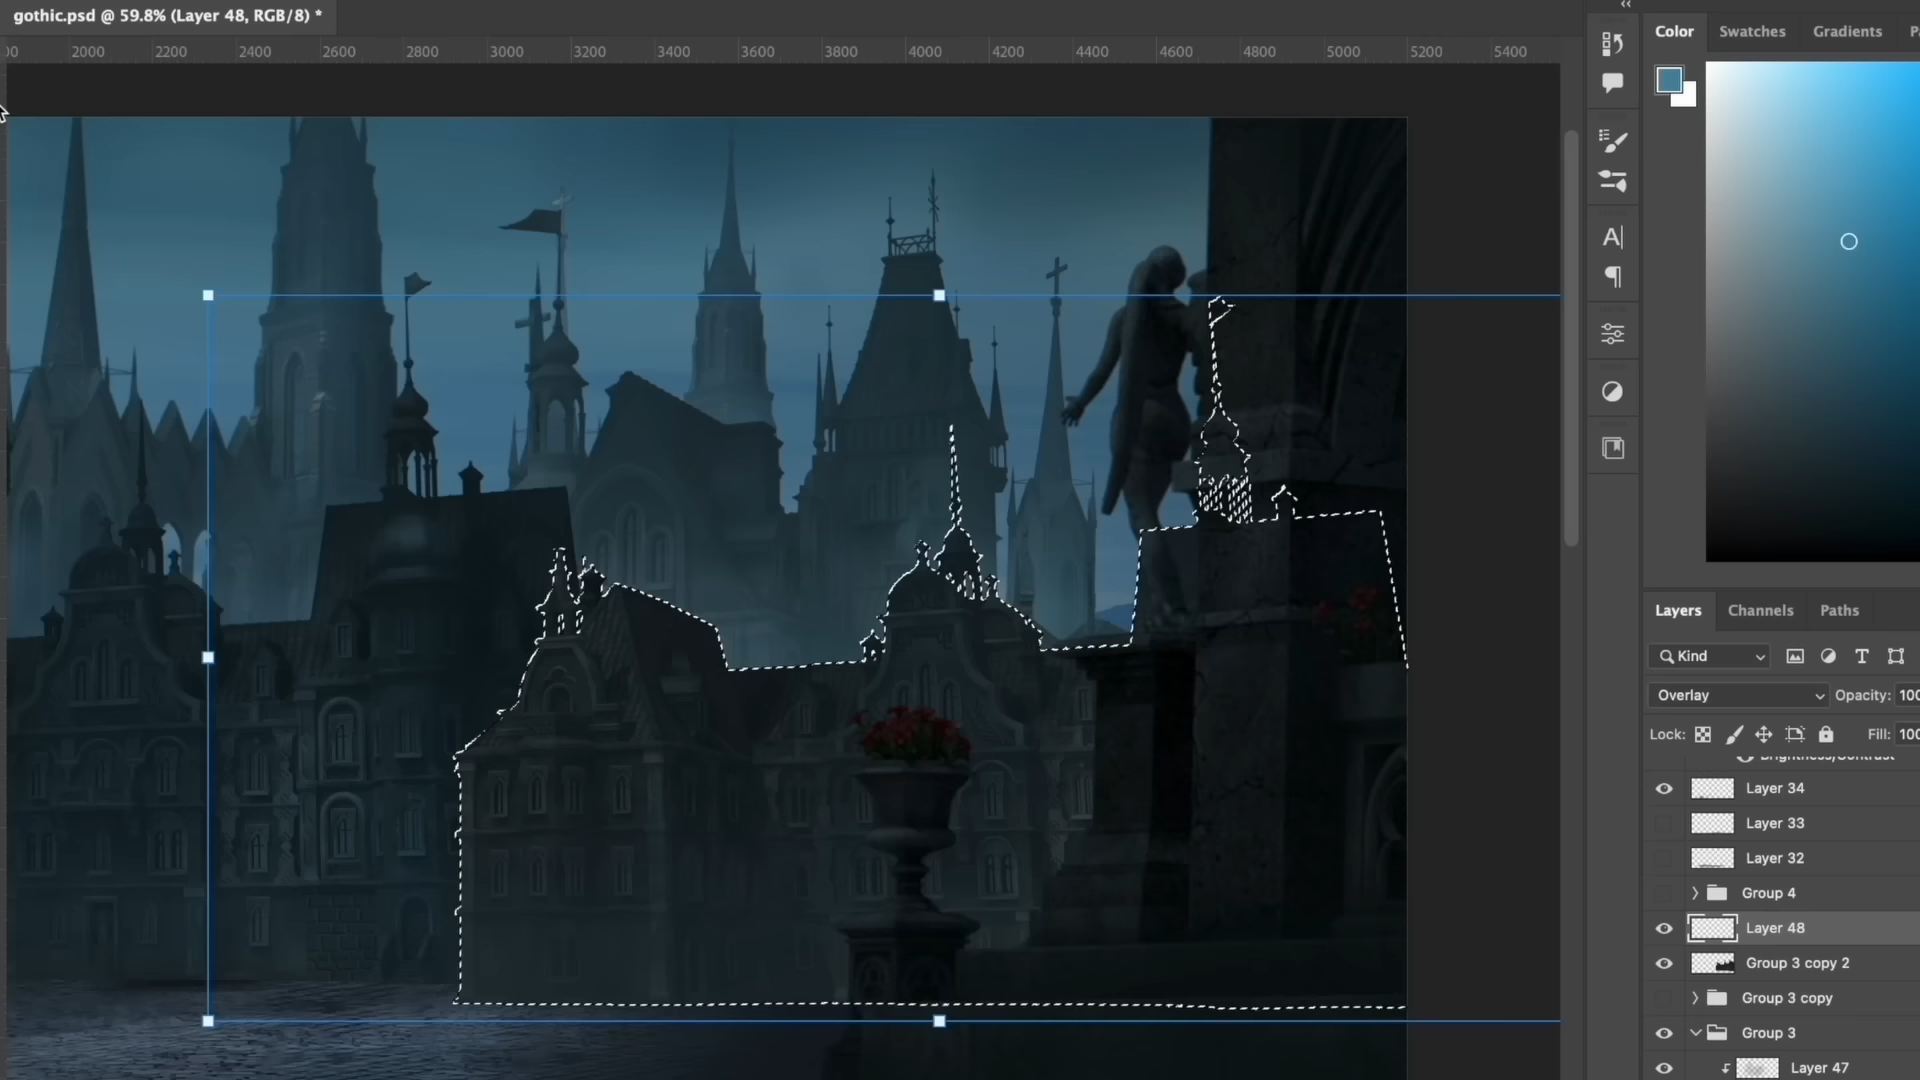 gothic.psd @ 59.8% (Layer 48, RGB/8) *
2000 2200 2400 2600 2800 3000 3200 3400 3600 3800 4000 4200 4400 4600 4800 5000 5200 5400
Color Swatches Gradients
Layers Channels Paths
Kind
Overlay Opacity: 100
Lock: Fill: 100
Brightness/Contrast
Layer 34
Layer 33
Layer 32
Group 4
Layer 48
Group 3 copy 2
Group 3 copy
Group 3
Layer 47